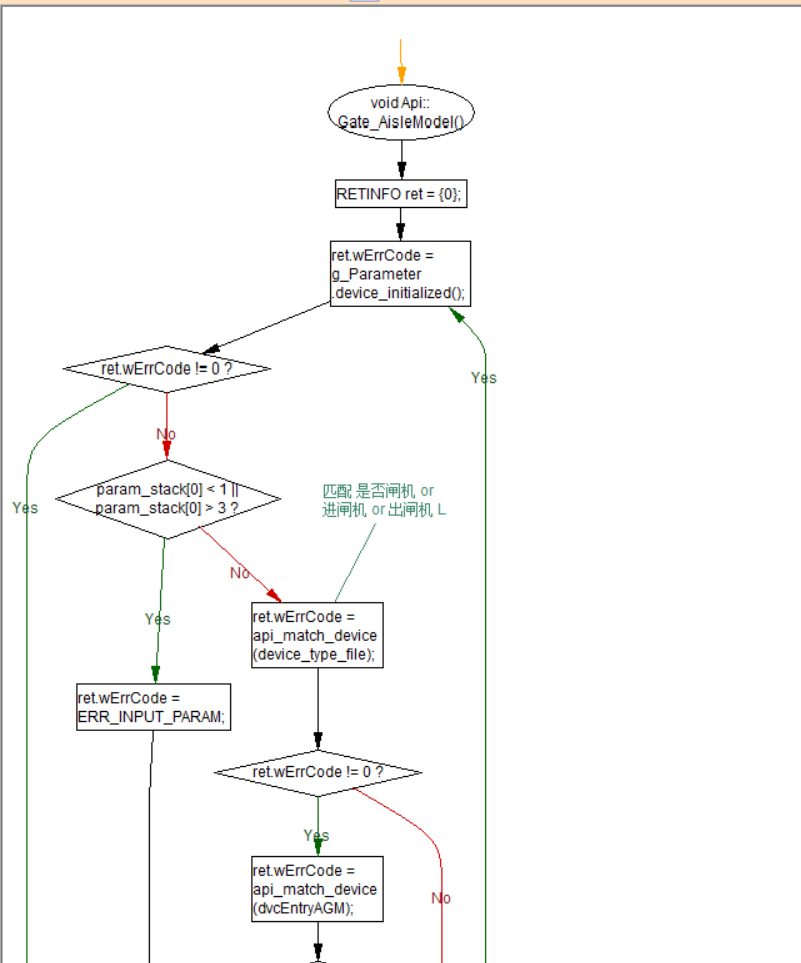 void Api::
Gate_AisleModel()
RETINFO ret = {0};
ret.wErrCode =
g_Parameter
.device_initialized();
ret.wErrCode != 0 ?
Yes
No
Yes
param_stack[0] < 1 ||
param_stack[0] > 3 ?
匹配 是否闸机 or
进闸机 or 出闸机 L
No
Yes
ret.wErrCode =
api_match_device
(device_type_file);
ret.wErrCode =
ERR_INPUT_PARAM;
ret.wErrCode != 0 ?
Yes
No
ret.wErrCode =
api_match_device
(dvcEntryAGM);